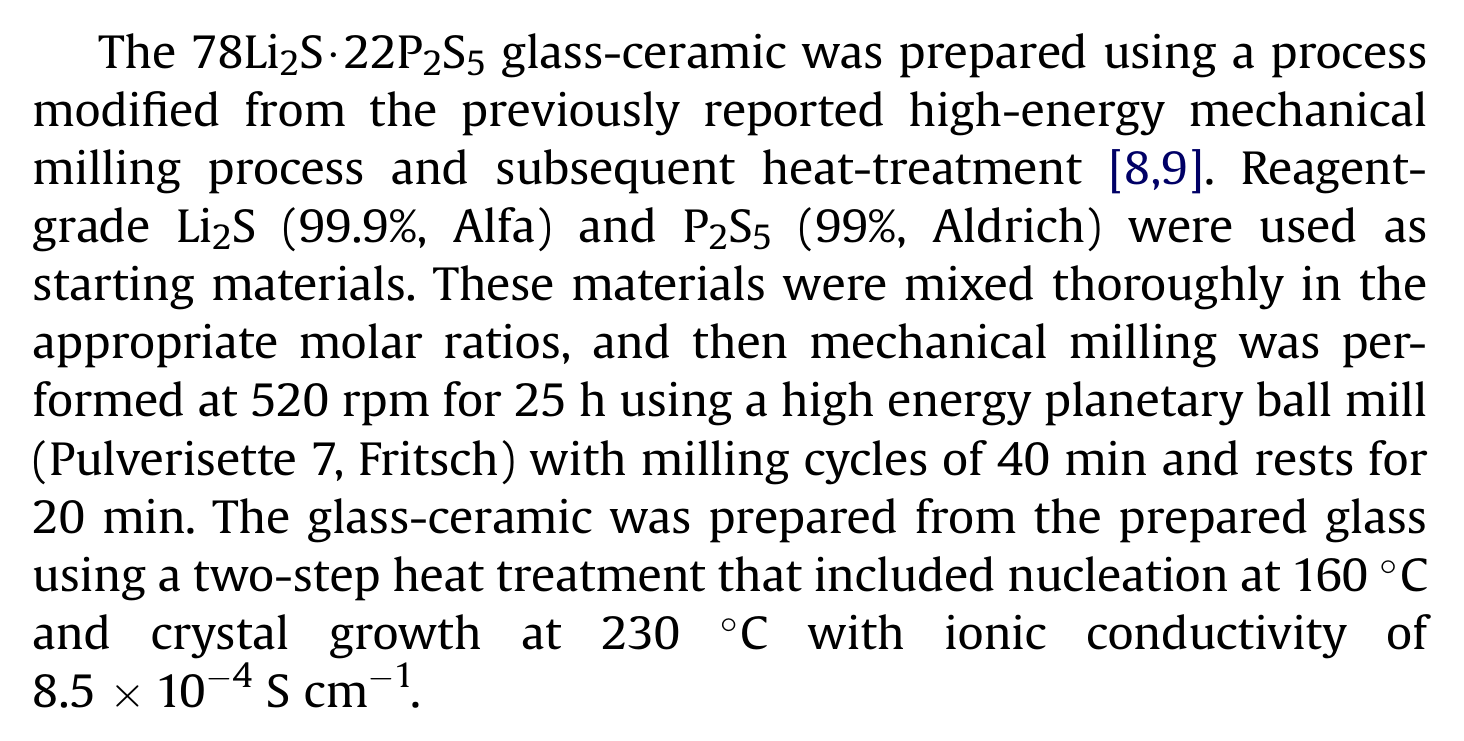 The 78Li₂S·22P₂S₅ glass-ceramic was prepared using a process
modified from the previously reported high-energy mechanical
milling process and subsequent heat-treatment [8,9]. Reagent-
grade Li₂S (99.9%, Alfa) and P₂S₅ (99%, Aldrich) were used as
starting materials. These materials were mixed thoroughly in the
appropriate molar ratios, and then mechanical milling was per-
formed at 520 rpm for 25 h using a high energy planetary ball mill
(Pulverisette 7, Fritsch) with milling cycles of 40 min and rests for
20 min. The glass-ceramic was prepared from the prepared glass
using a two-step heat treatment that included nucleation at 160 °C
and crystal growth at 230 °C with ionic conductivity of
8.5 × 10⁻⁴ S cm⁻¹.